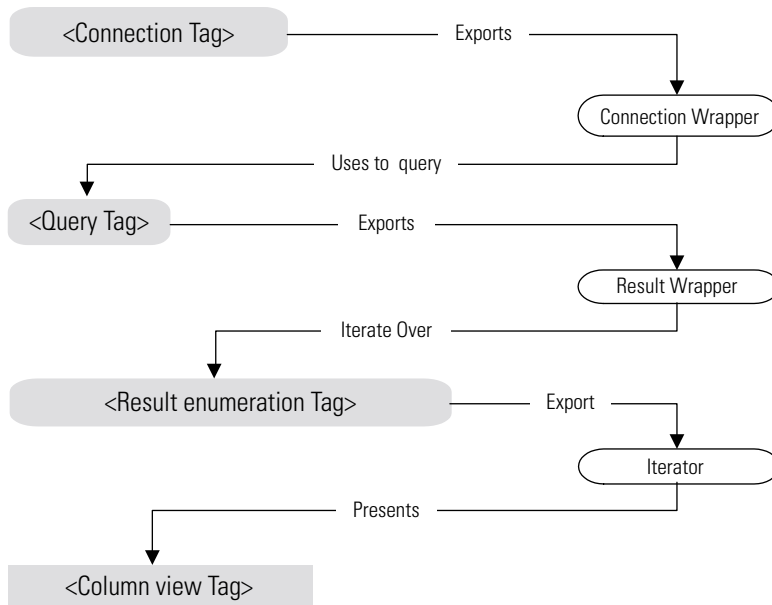 <Connection Tag>
Exports
Connection Wrapper
Uses to query
<Query Tag>
Exports
Result Wrapper
Iterate Over
<Result enumeration Tag>
Export
Iterator
Presents
<Column view Tag>